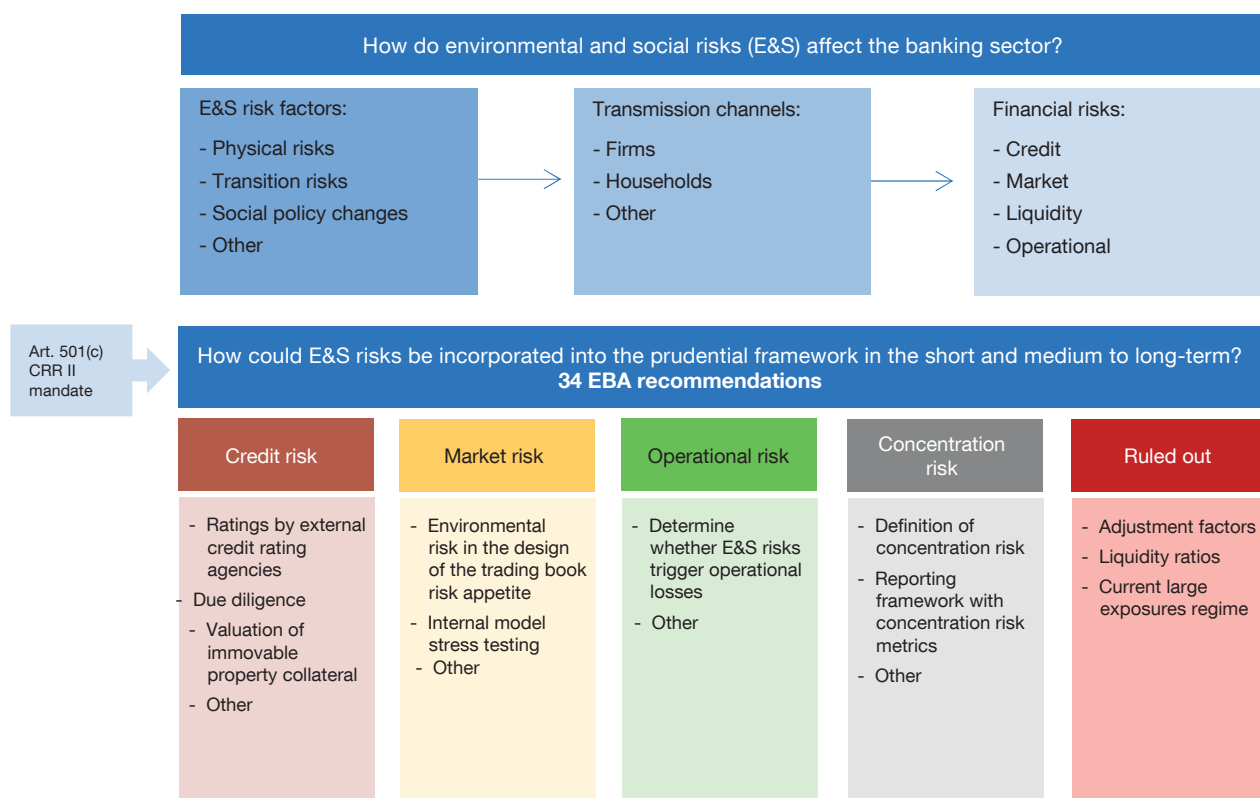 How do environmental and social risks (E&S) affect the banking sector?
E&S risk factors:
- Physical risks
- Transition risks
- Social policy changes
- Other
Transmission channels:
- Firms
- Households
- Other
Financial risks:
- Credit
- Market
- Liquidity
- Operational
Art. 501(c)
CRR II
mandate
How could E&S risks be incorporated into the prudential framework in the short and medium to long-term?
34 EBA recommendations
Credit risk
- Ratings by external
credit rating
agencies
- Due diligence
- Valuation of
immovable
property collateral
- Other
Market risk
- Environmental
risk in the design
of the trading book
risk appetite
- Internal model
stress testing
- Other
Operational risk
- Determine
whether E&S risks
trigger operational
losses
- Other
Concentration
risk
- Definition of
concentration risk
- Reporting
framework with
concentration risk
metrics
- Other
Ruled out
- Adjustment factors
- Liquidity ratios
- Current large
exposures regime